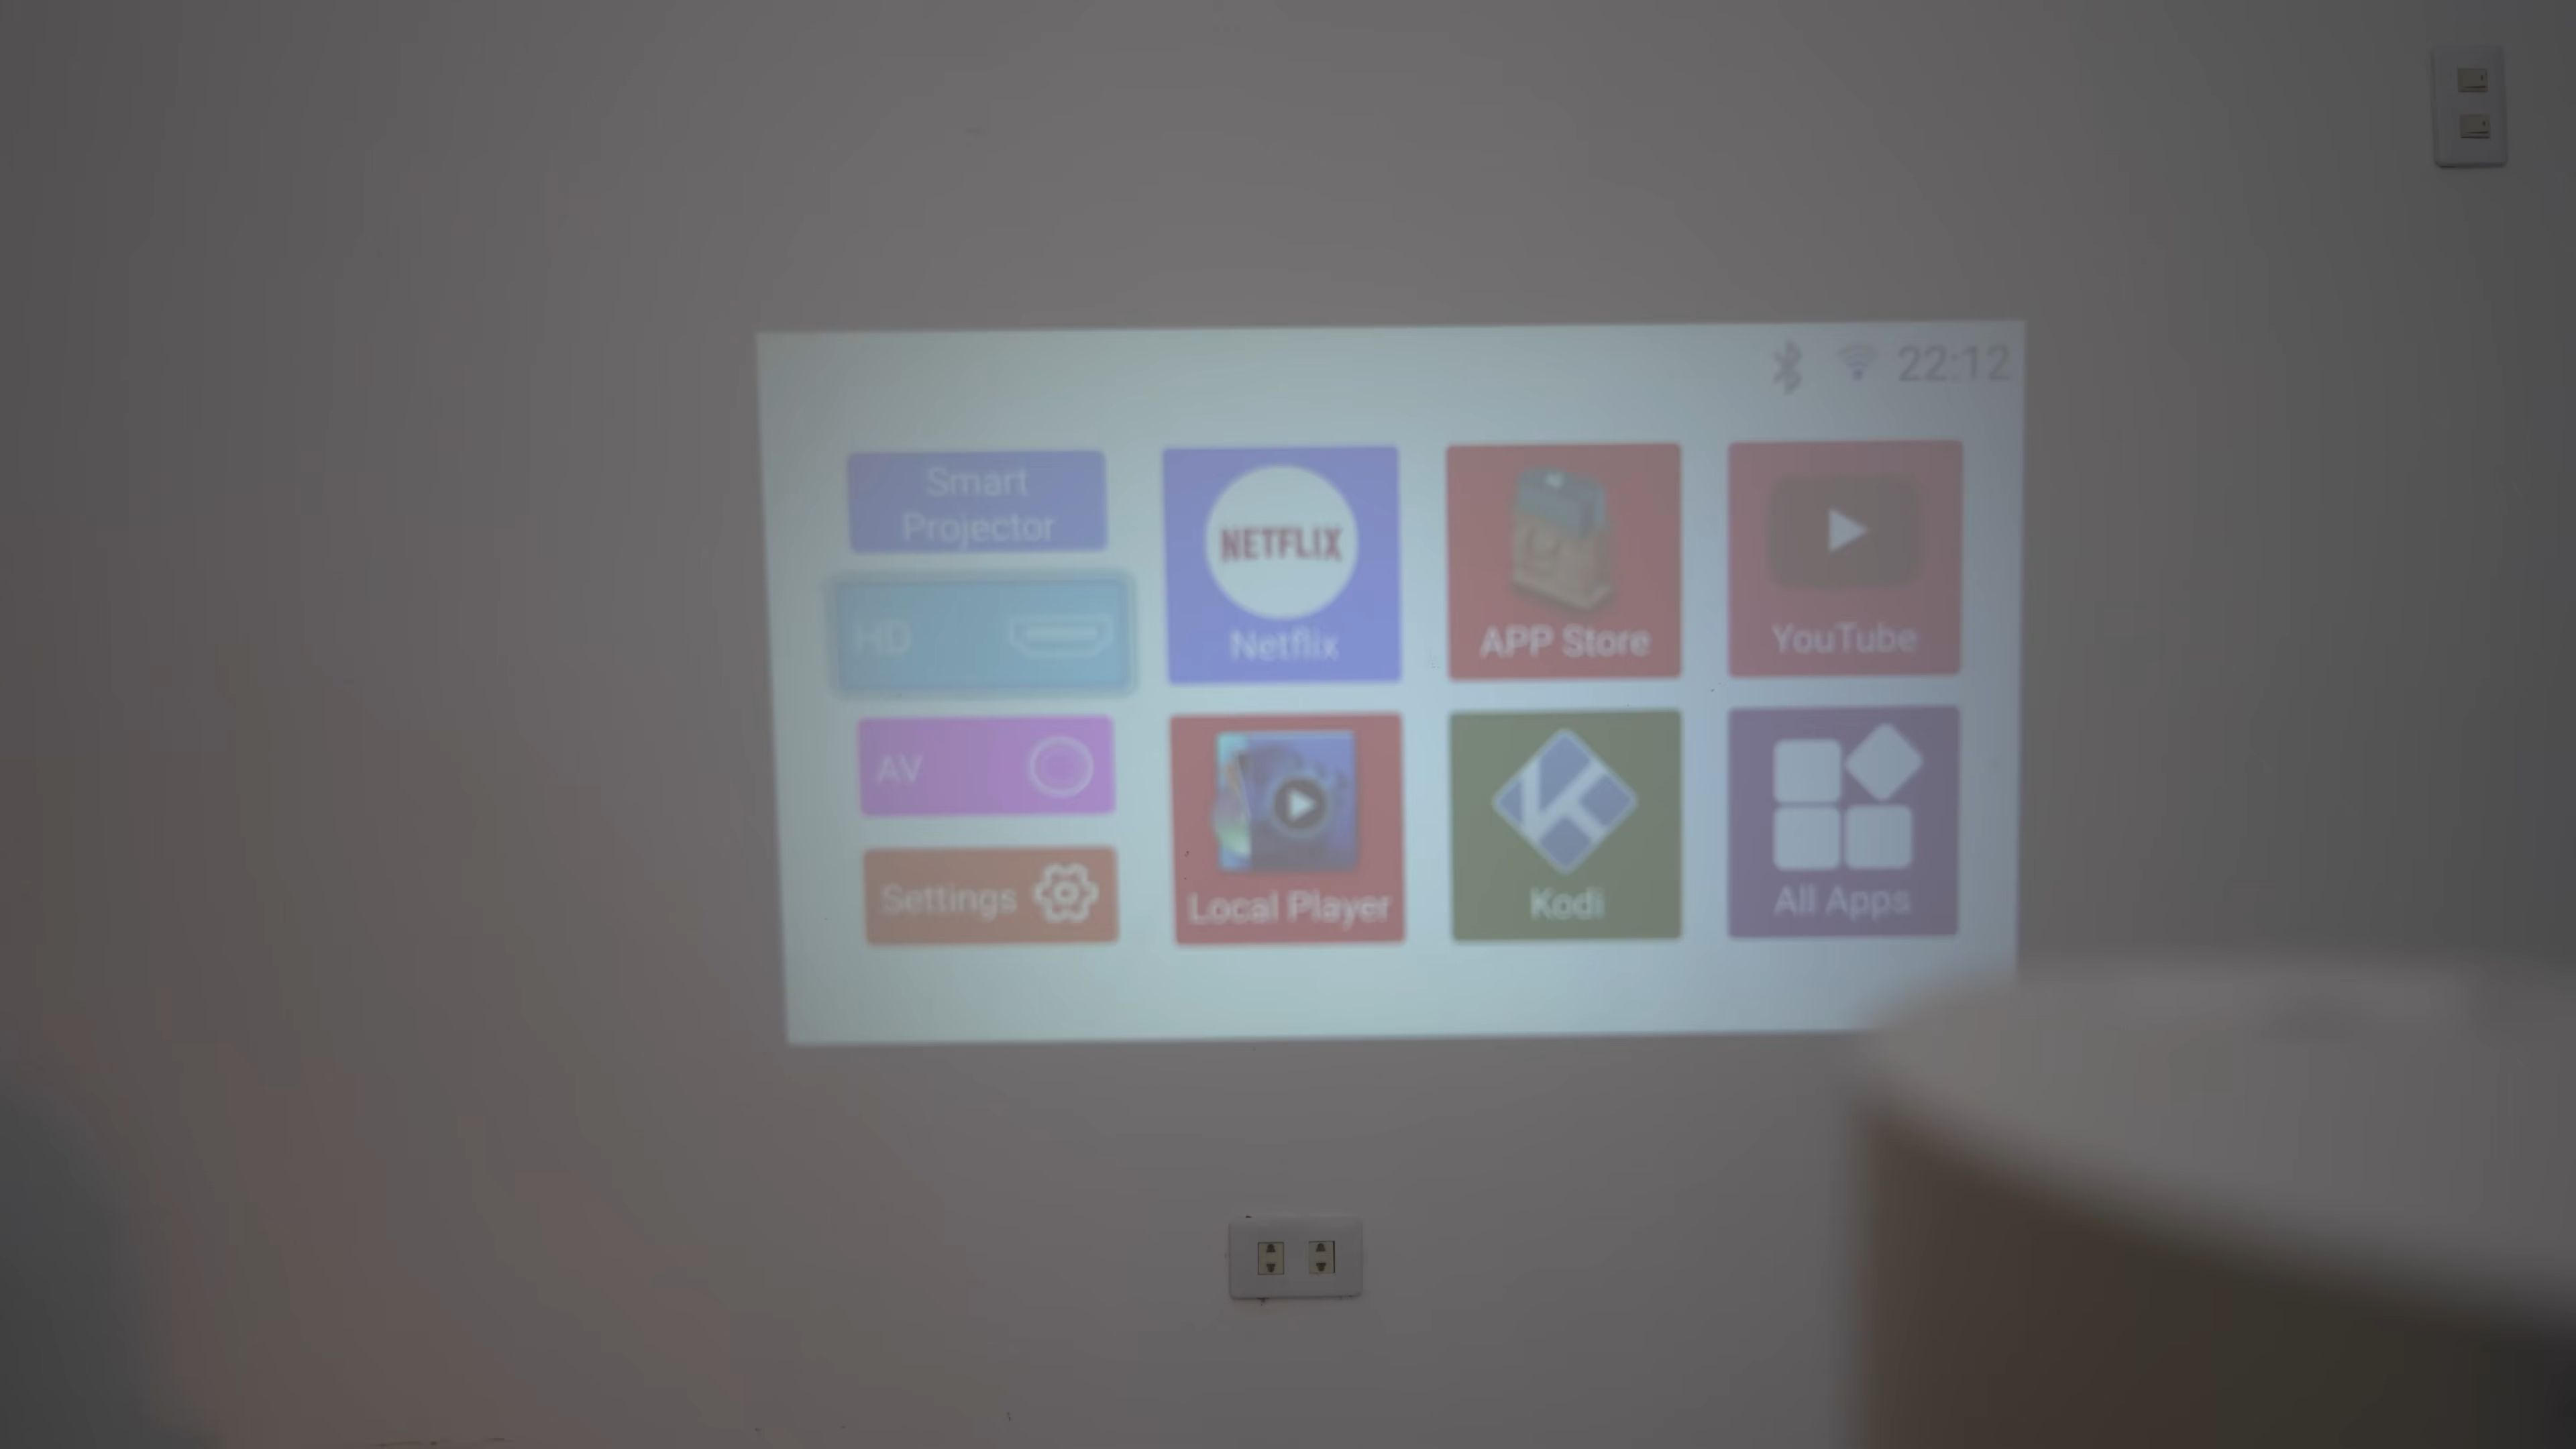 22:12
Smart
Projector
HD
AV
Settings
NETFLIX
Netflix
APP Store
YouTube
Local Player
Kodi
All Apps